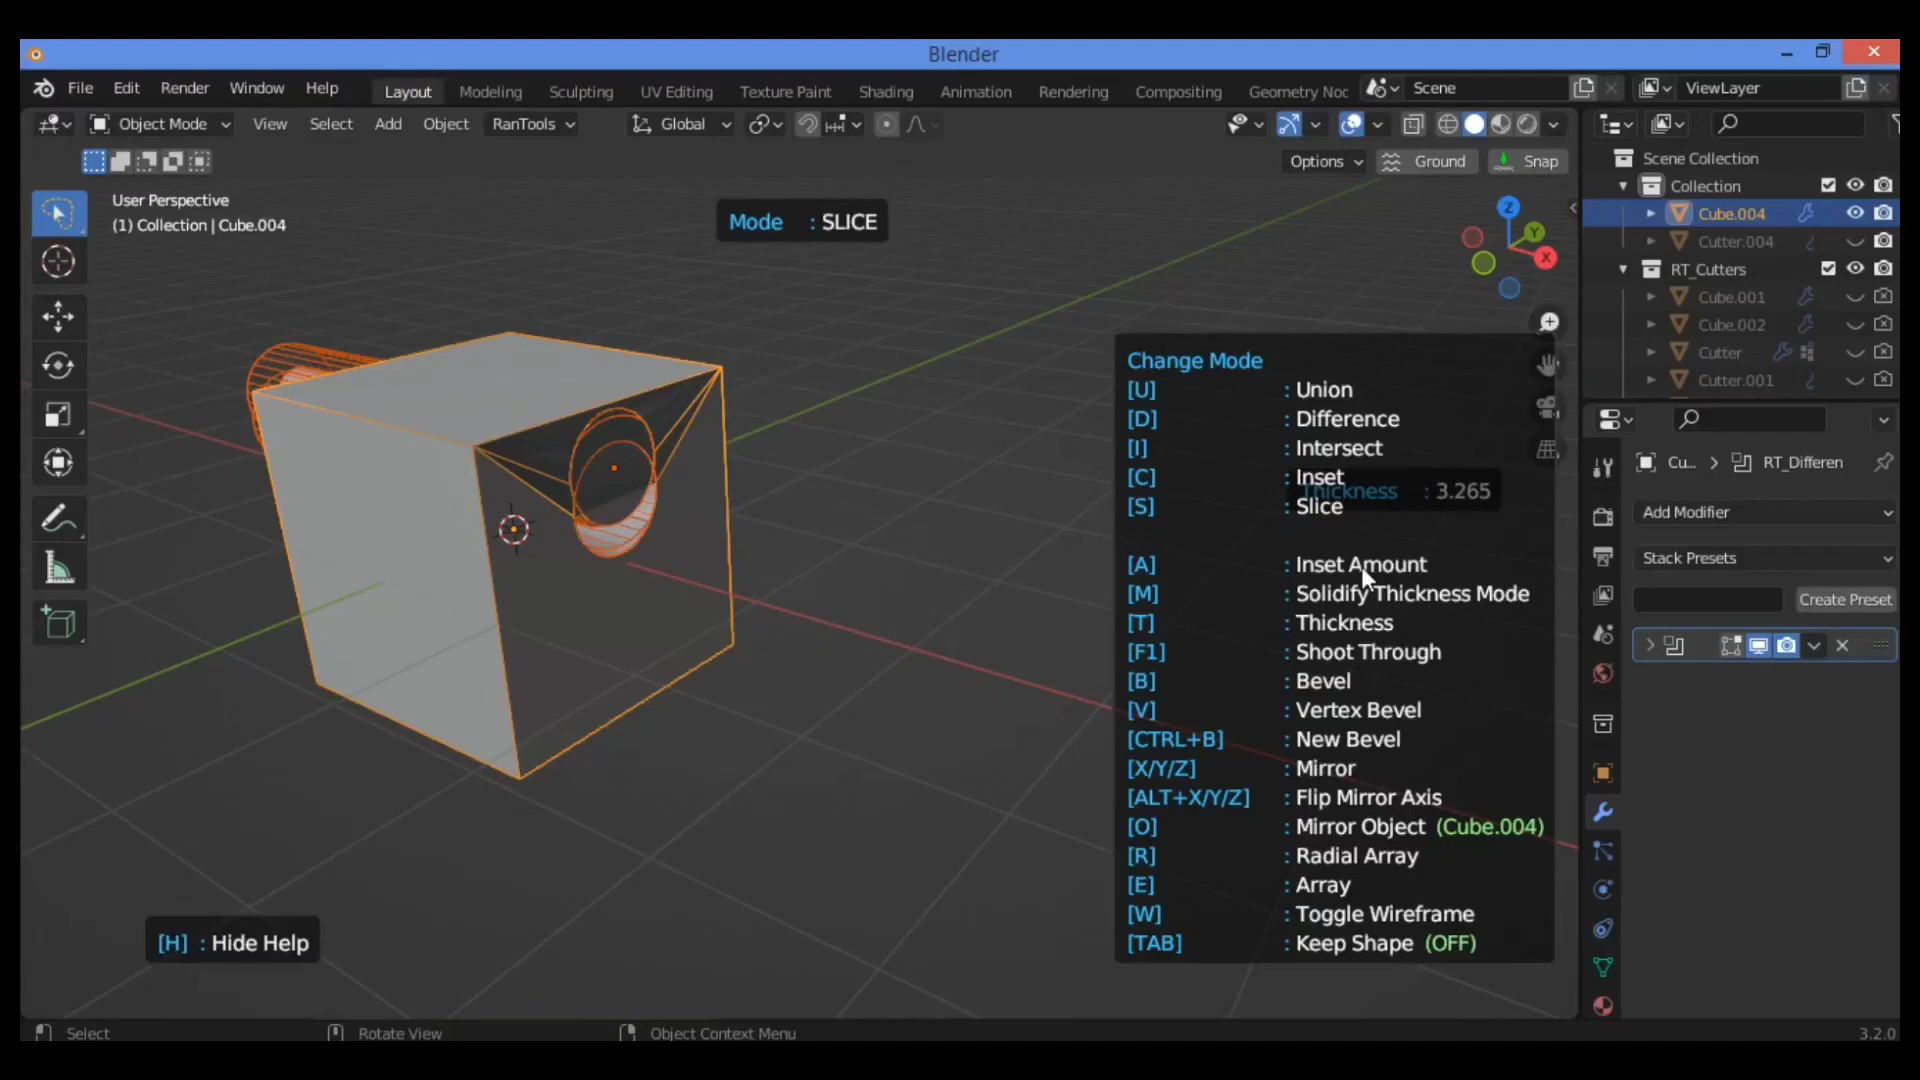 Blender
File Edit Render Window Help Layout Modeling Sculpting UV Editing Texture Paint Shading Animation Rendering Compositing Geometry Noc Scene ViewLayer
Object Mode View Select Add Object RanTools Global
Options Ground Snap
User Perspective
(1) Collection | Cube.004
Mode : SLICE
Z
Y
X
Change Mode
[U] : Union
[D] : Difference
[I] : Intersect
[C] : Inset
Thickness : 3.265
[S] : Slice
[A] : Inset Amount
[M] : Solidify Thickness Mode
[T] : Thickness
[F1] : Shoot Through
[B] : Bevel
[V] : Vertex Bevel
[CTRL+B] : New Bevel
[X/Y/Z] : Mirror
[ALT+X/Y/Z] : Flip Mirror Axis
[O] : Mirror Object (Cube.004)
[R] : Radial Array
[E] : Array
[W] : Toggle Wireframe
[TAB] : Keep Shape (OFF)
[H] : Hide Help
Scene Collection
Collection
Cube.004
Cutter.004
RT_Cutters
Cube.001
Cube.002
Cutter
Cutter.001
Cu... > RT_Differen
Add Modifier
Stack Presets
Create Preset
Select Rotate View Object Context Menu 3.2.0